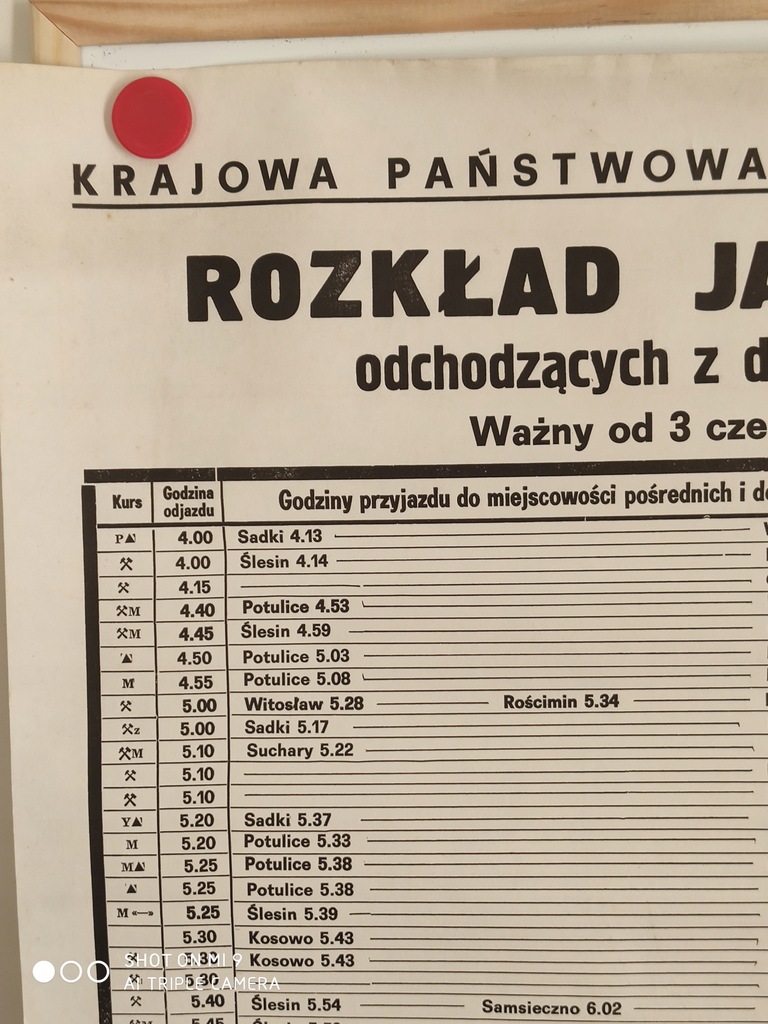 KRAJOWA PAŃSTWOWA
ROZKŁAD JA
odchodzących z d
Ważny od 3 cze
Kurs Godzina odjazdu Godziny przyjazdu do miejscowości pośrednich i do
P 4.00 Sadki 4.13
4.00 Ślesin 4.14
4.15
M 4.40 Potulice 4.53
M 4.45 Ślesin 4.59
4.50 Potulice 5.03
M 4.55 Potulice 5.08
5.00 Witosław 5.28 Rościmin 5.34
z 5.00 Sadki 5.17
M 5.10 Suchary 5.22
5.10
5.10
Y 5.20 Sadki 5.37
M 5.20 Potulice 5.33
M 5.25 Potulice 5.38
5.25 Potulice 5.38
M «—» 5.25 Ślesin 5.39
5.30 Kosowo 5.43
5.30 Kosowo 5.43
5.30
5.40 Ślesin 5.54 Samsieczno 6.02
SHOT ON MI 9
AI TRIPLE CAMERA